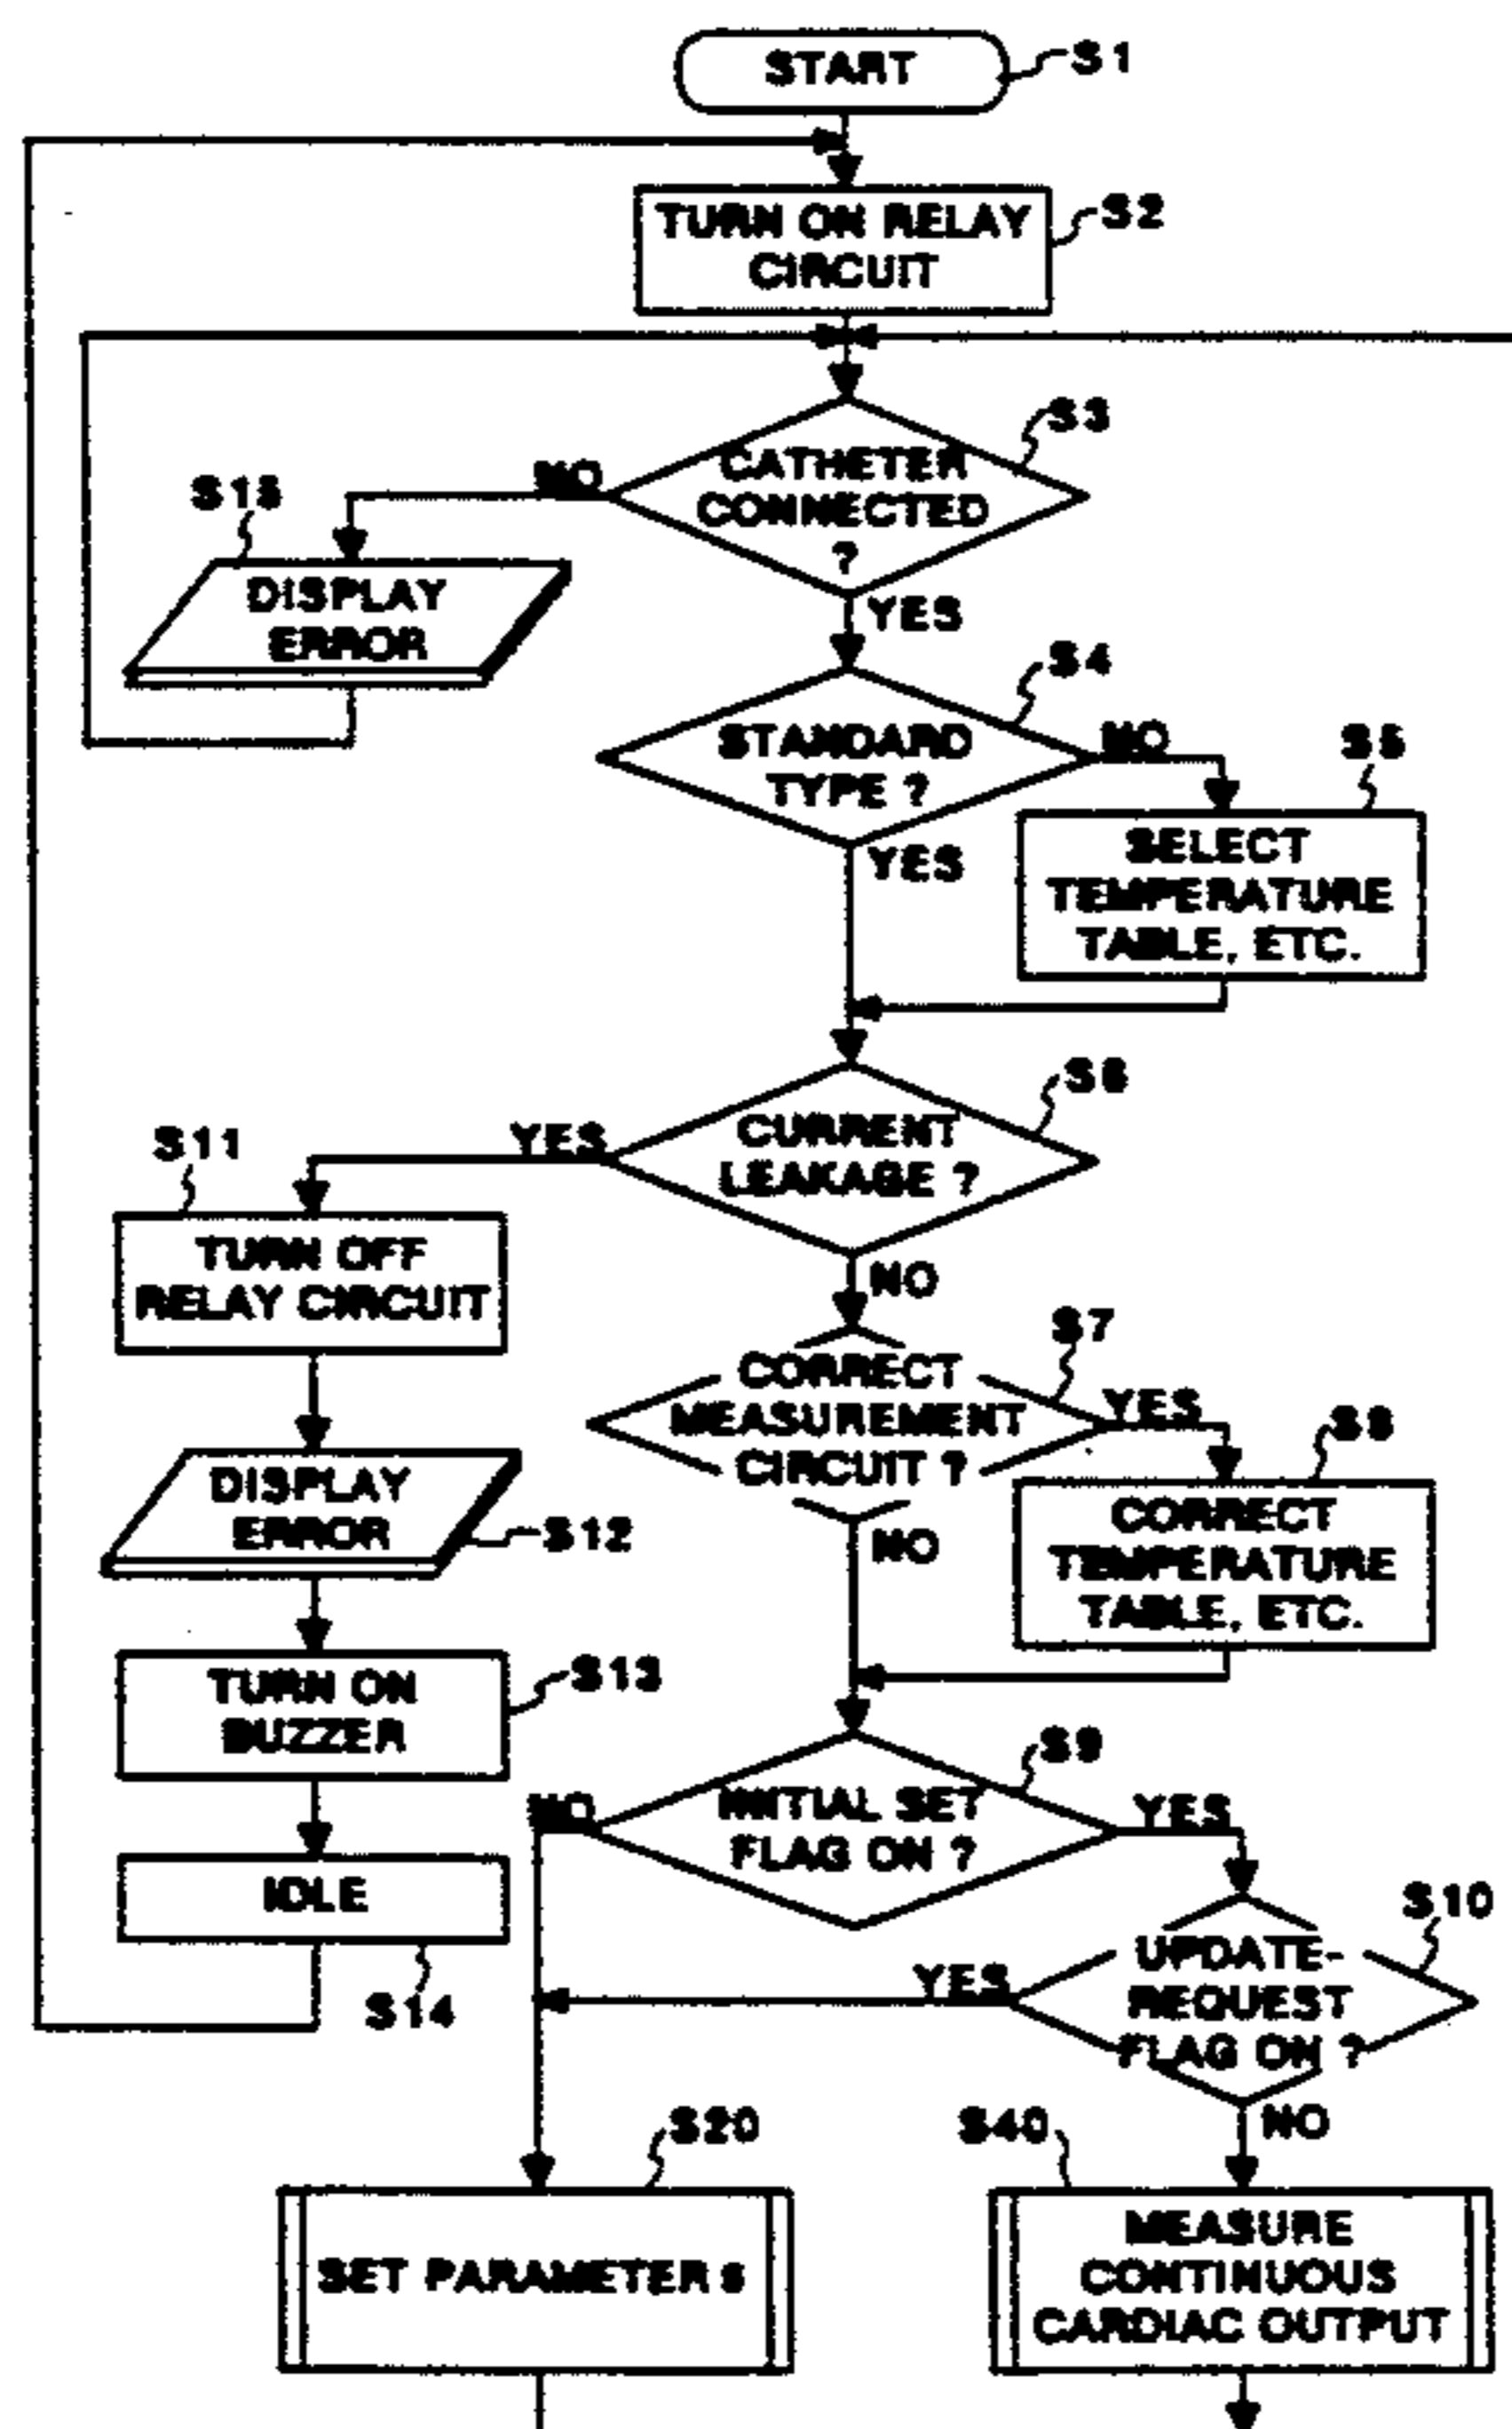 START
S1
TURN ON RELAY
CIRCUIT
S2
S3
CATHETER
CONNECTED
?
NO
S15
DISPLAY
ERROR
YES
S4
STANDARD
TYPE ?
NO
S5
YES
SELECT
TEMPERATURE
TABLE, ETC.
S6
CURRENT
LEAKAGE ?
YES
S11
TURN OFF
RELAY CIRCUIT
NO
S7
CORRECT
MEASUREMENT
CIRCUIT ?
YES
S8
DISPLAY
ERROR
S12
NO
CORRECT
TEMPERATURE
TABLE, ETC.
TURN ON
BUZZER
S13
S9
INITIAL SET
FLAG ON ?
NO
YES
IDLE
S14
S10
UPDATE-
REQUEST
FLAG ON ?
YES
NO
S20
S40
SET PARAMETERS
MEASURE
CONTINUOUS
CARDIAC OUTPUT